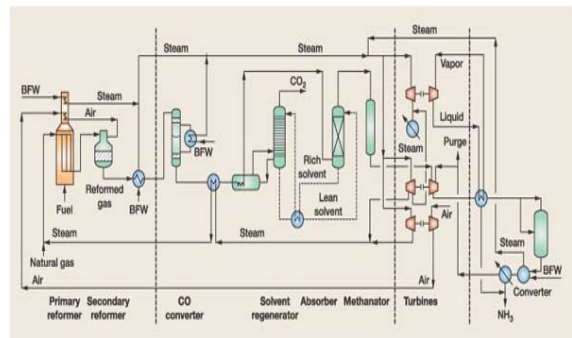 Steam
Steam
Steam
BFW
Steam
Air
CO2
Vapor
BFW
Liquid
Steam
Purge
Rich
solvent
Reformed
gas
Lean
solvent
Fuel
BFW
Air
Steam
Steam
Steam
BFW
Natural gas
Air
Air
Converter
Primary
reformer
Secondary
reformer
CO
converter
Solvent
regenerator
Absorber
Methanator
Turbines
NH3